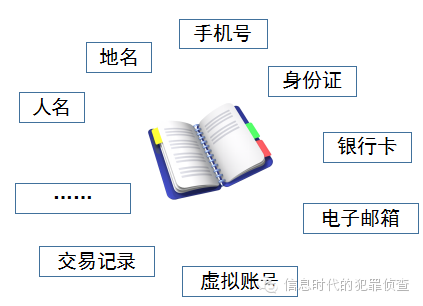 手机号
地名
身份证
人名
银行卡
……
电子邮箱
交易记录
虚拟账号
信息时代的犯罪侦查